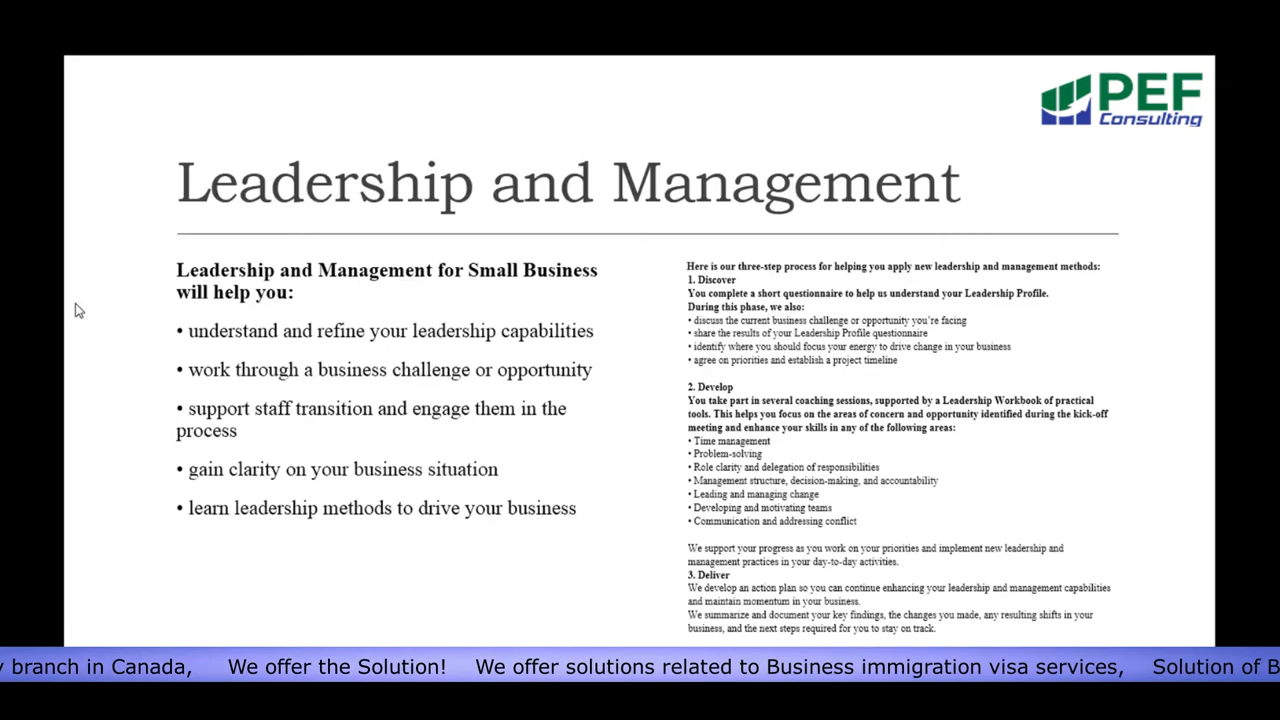 PEF
Consulting
Leadership and Management
Leadership and Management for Small Business
will help you:
• understand and refine your leadership capabilities
• work through a business challenge or opportunity
• support staff transition and engage them in the
process
• gain clarity on your business situation
• learn leadership methods to drive your business
Here is our three-step process for helping you apply new leadership and management methods:
1. Discover
You complete a short questionnaire to help us understand your Leadership Profile.
During this phase, we also:
• discuss the current business challenge or opportunity you're facing
• share the results of your Leadership Profile questionnaire
• identify where you should focus your energy to drive change in your business
• agree on priorities and establish a project timeline
2. Develop
You take part in several coaching sessions, supported by a Leadership Workbook of practical
tools. This helps you focus on the areas of concern and opportunity identified during the kick-off
meeting and enhance your skills in any of the following areas:
• Time management
• Problem-solving
• Role clarity and delegation of responsibilities
• Management structure, decision-making, and accountability
• Leading and managing change
• Developing and motivating teams
• Communication and addressing conflict
We support your progress as you work on your priorities and implement new leadership and
management practices in your day-to-day activities.
3. Deliver
We develop an action plan so you can continue enhancing your leadership and management capabilities
and maintain momentum in your business.
We summarize and document your key findings, the changes you made, any resulting shifts in your
business, and the next steps required for you to stay on track.
y branch in Canada, We offer the Solution! We offer solutions related to Business immigration visa services, Solution of B